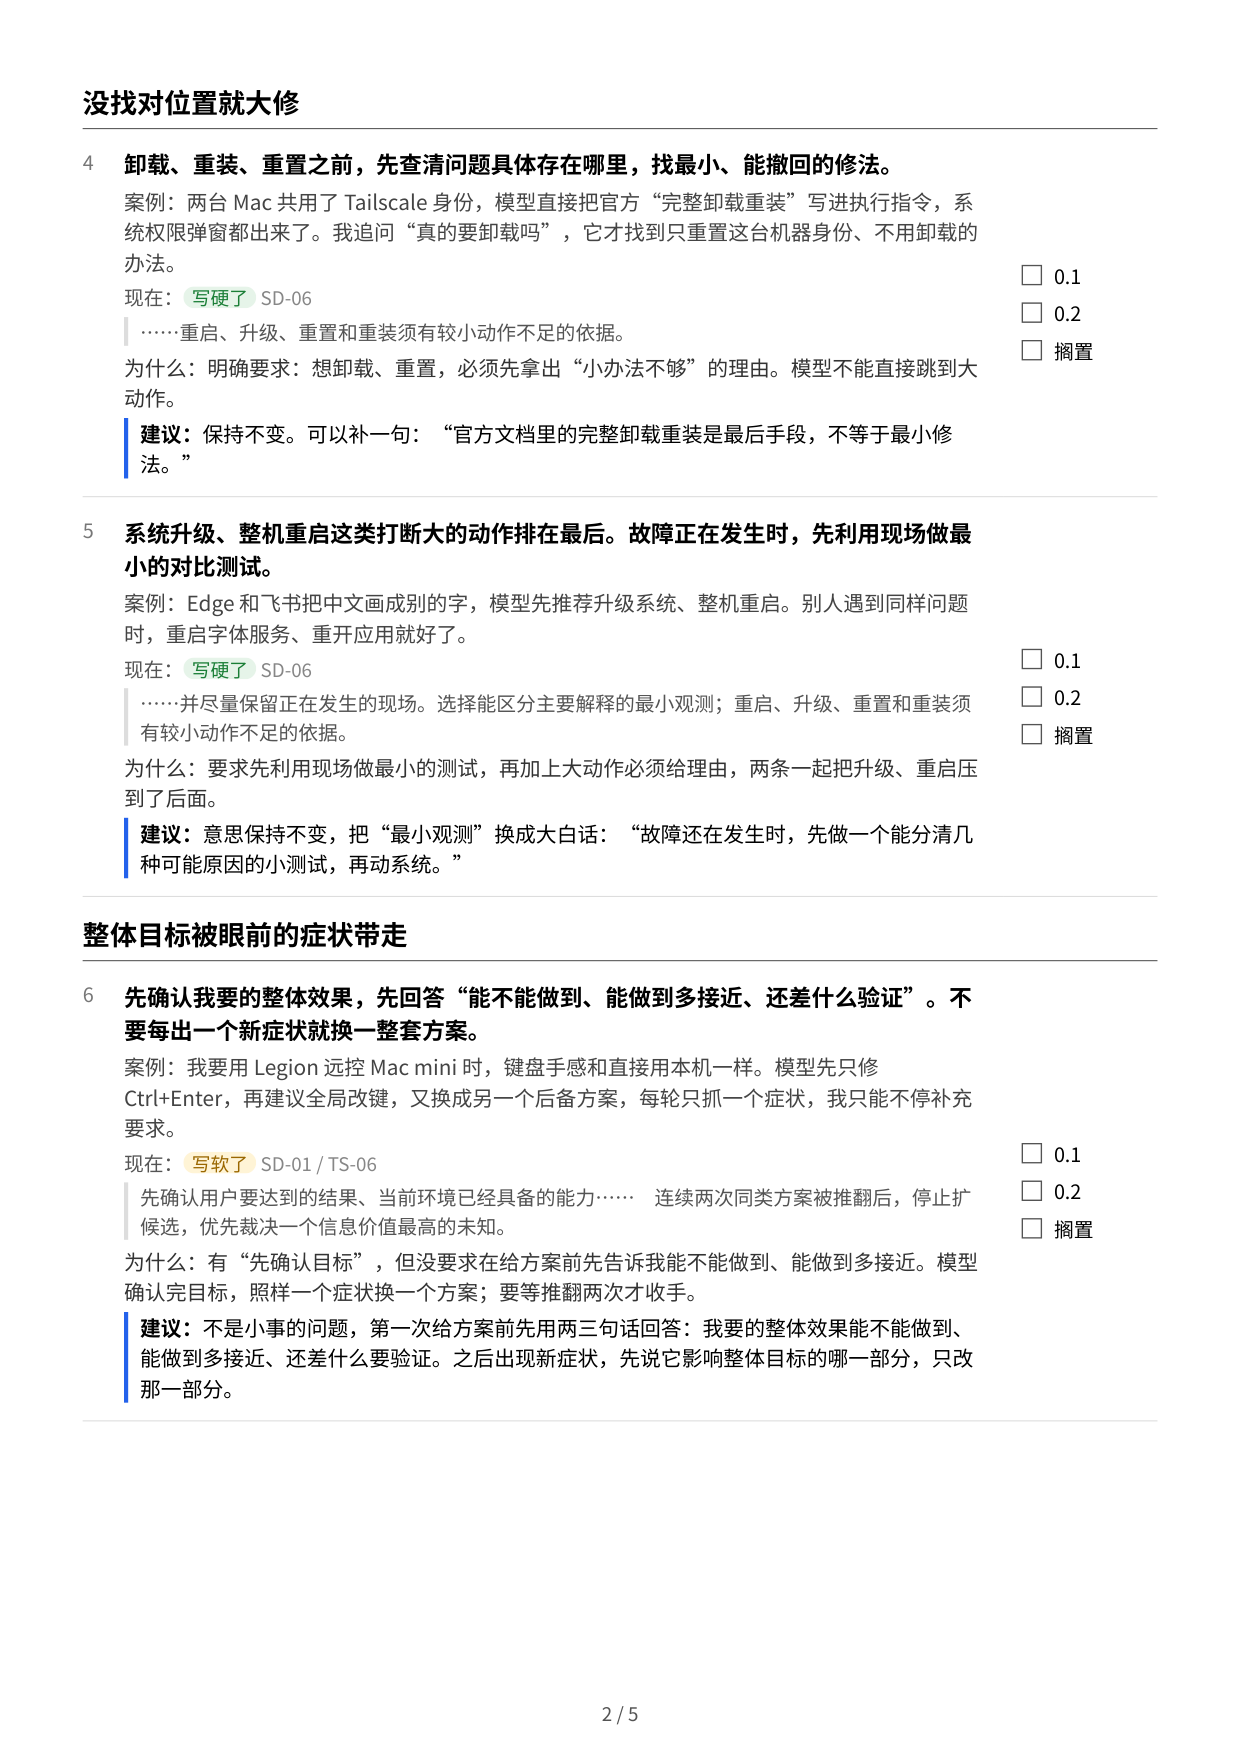 没找对位置就大修
4 卸载、重装、重置之前，先查清问题具体存在哪里，找最小、能撤回的修法。
案例：两台 Mac 共用了 Tailscale 身份，模型直接把官方“完整卸载重装”写进执行指令，系
统权限弹窗都出来了。我追问“真的要卸载吗”，它才找到只重置这台机器身份、不用卸载的
办法。
现在： 写硬了 SD-06
……重启、升级、重置和重装须有较小动作不足的依据。
为什么：明确要求：想卸载、重置，必须先拿出“小办法不够”的理由。模型不能直接跳到大
动作。
建议：保持不变。可以补一句：“官方文档里的完整卸载重装是最后手段，不等于最小修
法。”
0.1
0.2
搁置
5 系统升级、整机重启这类打断大的动作排在最后。故障正在发生时，先利用现场做最
小的对比测试。
案例：Edge 和飞书把中文画成别的字，模型先推荐升级系统、整机重启。别人遇到同样问题
时，重启字体服务、重开应用就好了。
现在： 写硬了 SD-06
……并尽量保留正在发生的现场。选择能区分主要解释的最小观测；重启、升级、重置和重装须
有较小动作不足的依据。
为什么：要求先利用现场做最小的测试，再加上大动作必须给理由，两条一起把升级、重启压
到了后面。
建议：意思保持不变，把“最小观测”换成大白话：“故障还在发生时，先做一个能分清几
种可能原因的小测试，再动系统。”
0.1
0.2
搁置
整体目标被眼前的症状带走
6 先确认我要的整体效果，先回答“能不能做到、能做到多接近、还差什么验证”。不
要每出一个新症状就换一整套方案。
案例：我要用 Legion 远控 Mac mini 时，键盘手感和直接用本机一样。模型先只修
Ctrl+Enter，再建议全局改键，又换成另一个后备方案，每轮只抓一个症状，我只能不停补充
要求。
现在： 写软了 SD-01 / TS-06
先确认用户要达到的结果、当前环境已经具备的能力…… 连续两次同类方案被推翻后，停止扩
候选，优先裁决一个信息价值最高的未知。
为什么：有“先确认目标”，但没要求在给方案前先告诉我能不能做到、能做到多接近。模型
确认完目标，照样一个症状换一个方案；要等推翻两次才收手。
建议：不是小事的问题，第一次给方案前先用两三句话回答：我要的整体效果能不能做到、
能做到多接近、还差什么要验证。之后出现新症状，先说它影响整体目标的哪一部分，只改
那一部分。
0.1
0.2
搁置
2 / 5